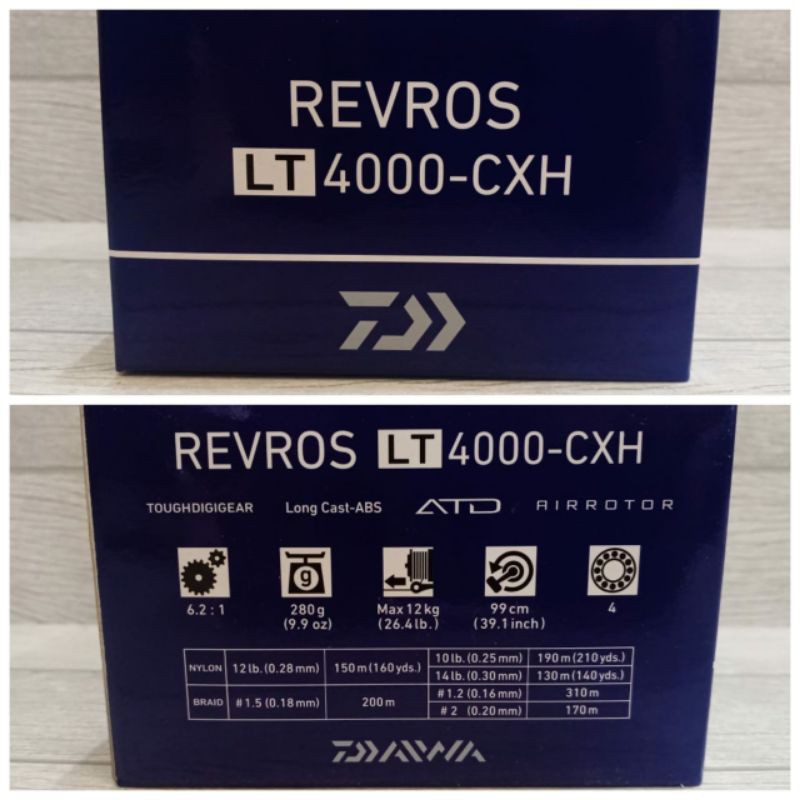 REVROS
LT 4000-CXH
REVROS LT 4000-CXH
TOUGHDIGIGEAR Long Cast-ABS ATD AIRROTOR
g
6.2 : 1 280 g Max 12 kg 99 cm 4
(9.9 oz) (26.4 lb.) (39.1 inch)
NYLON 12 lb. (0.28 mm) 150 m (160 yds.) 10 lb. (0.25 mm) 190 m (210 yds.)
14 lb. (0.30 mm) 130 m (140 yds.)
BRAID #1.5 (0.18 mm) 200 m #1.2 (0.16 mm) 310 m
#2 (0.20 mm) 170 m
DAIWA